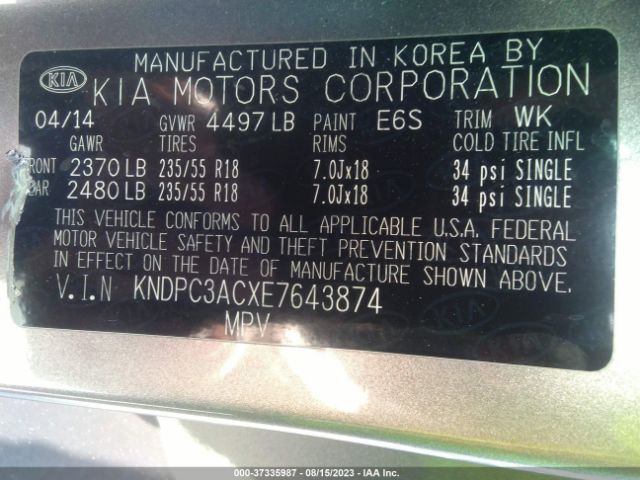 MANUFACTURED IN KOREA BY
KIA KIA MOTORS CORPORATION
04/14 GVWR 4497 LB PAINT E6S TRIM WK
GAWR TIRES RIMS COLD TIRE INFL
FRONT 2370 LB 235/55 R18 7.0Jx18 34 psi SINGLE
2480 LB 235/55 R18 7.0Jx18 34 psi SINGLE
THIS VEHICLE CONFORMS TO ALL APPLICABLE U.S.A. FEDERAL
MOTOR VEHICLE SAFETY AND THEFT PREVENTION STANDARDS
IN EFFECT ON THE DATE OF MANUFACTURE SHOWN ABOVE.
V.I.N KNDPC3ACXE7643874
MPV
000-37335987 - 08/15/2023 - IAA Inc.